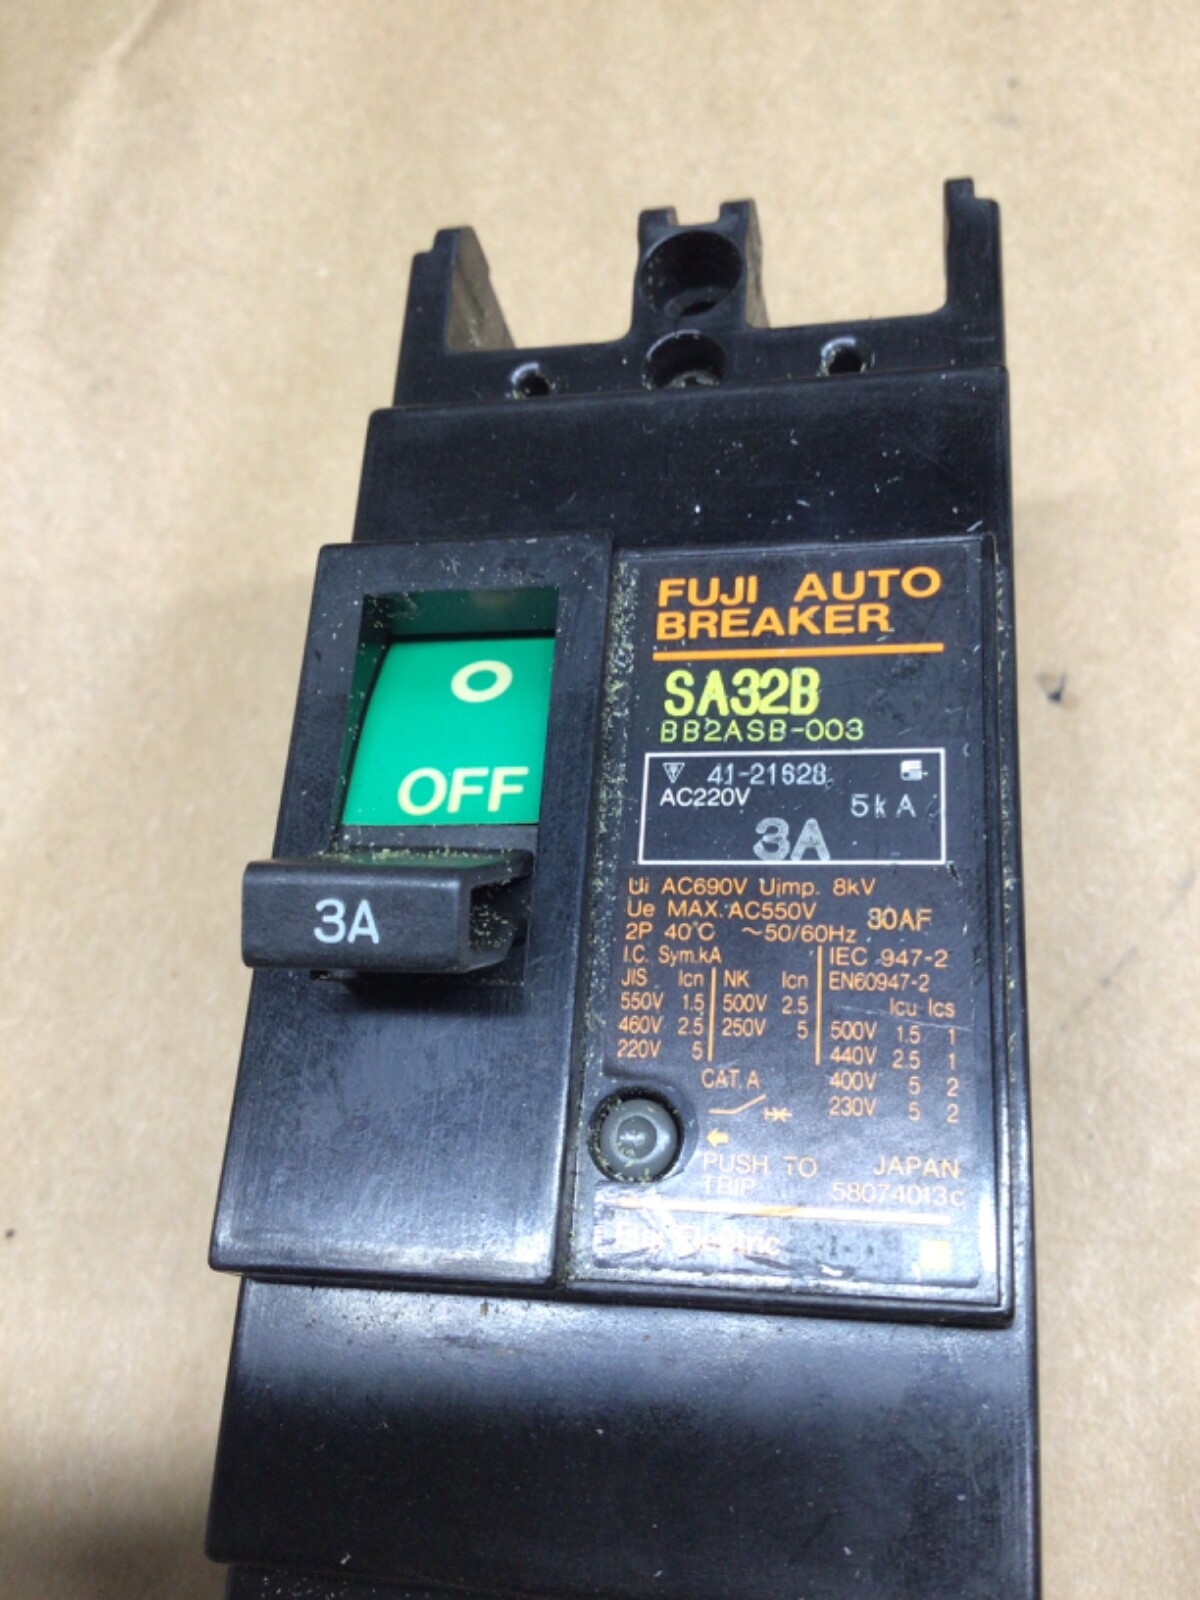 O
OFF
3A
FUJI AUTO
BREAKER
SA32B
BB2ASB-003
41-21628
AC220V 5kA
3A
Ui AC690V Uimp. 8kV
Ue MAX. AC550V 30AF
2P 40°C ~50/60Hz
I.C. Sym.kA IEC 947-2
JIS Icn NK Icn EN60947-2
550V 1.5 500V 2.5 Icu Ics
460V 2.5 250V 5 500V 1.5 1
220V 5 440V 2.5 1
CAT. A 400V 5 2
230V 5 2
PUSH TO JAPAN
TRIP 58074013c
Fuji Electric